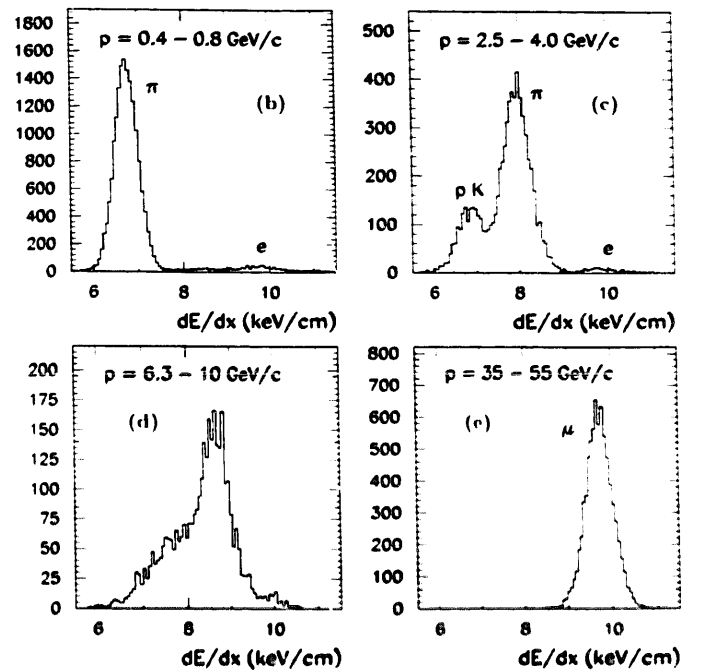 1800
1600
1400
1200
1000
800
600
400
200
0
p = 0.4 – 0.8 GeV/c
π
(b)
e
6 8 10
dE/dx (keV/cm)
500
400
300
200
100
0
p = 2.5 – 4.0 GeV/c
π
(c)
p K
e
6 8 10
dE/dx (keV/cm)
200
175
150
125
100
75
50
25
0
p = 6.3 – 10 GeV/c
(d)
6 8 10
dE/dx (keV/cm)
800
700
600
500
400
300
200
100
0
p = 35 – 55 GeV/c
(e)
μ
6 8 10
dE/dx (keV/cm)